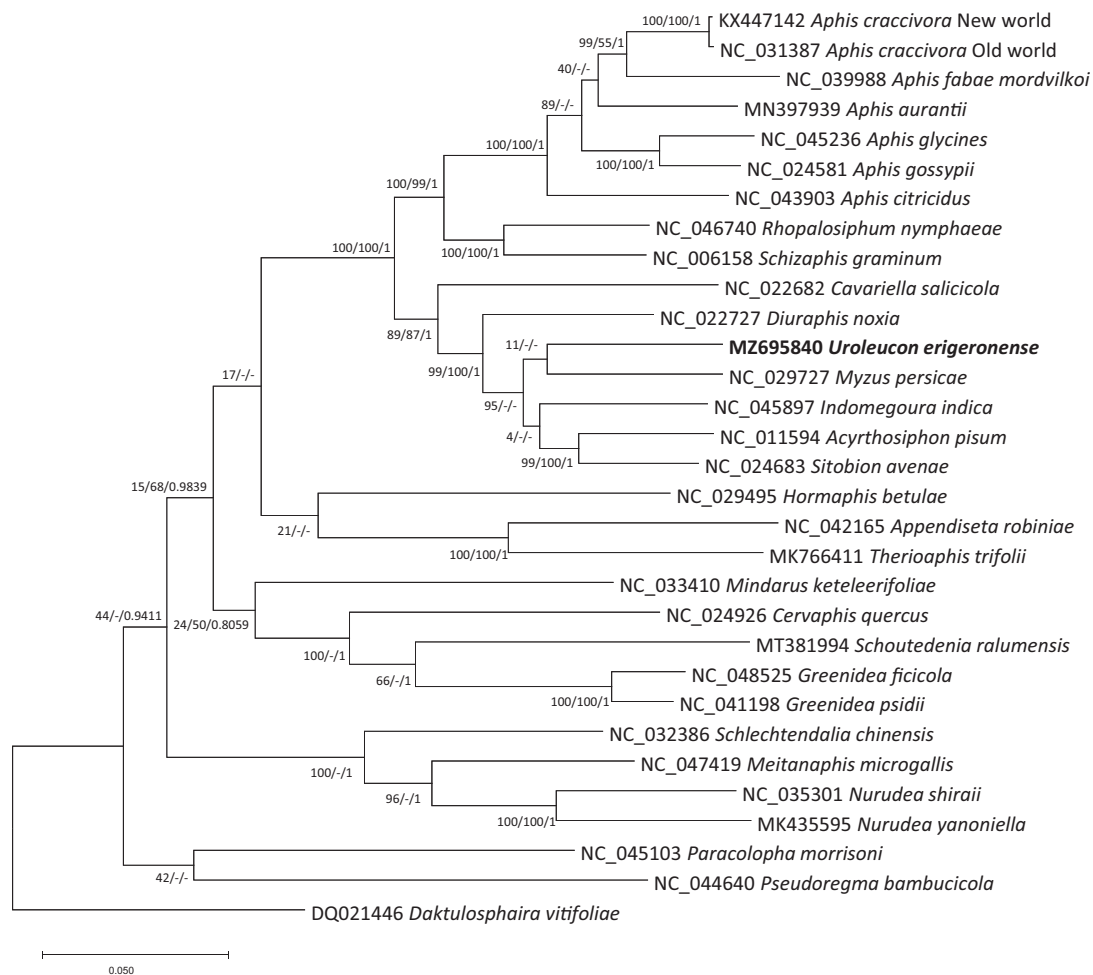 100/100/1
KX447142 Aphis craccivora New world
99/55/1
NC_031387 Aphis craccivora Old world
40/-/-
NC_039988 Aphis fabae mordvilkoi
89/-/-
MN397939 Aphis aurantii
100/100/1
NC_045236 Aphis glycines
100/100/1
NC_024581 Aphis gossypii
100/99/1
NC_043903 Aphis citricidus
NC_046740 Rhopalosiphum nymphaeae
100/100/1
100/100/1
NC_006158 Schizaphis graminum
NC_022682 Cavariella salicicola
89/87/1
NC_022727 Diuraphis noxia
11/-/-
MZ695840 Uroleucon erigeronense
99/100/1
17/-/-
NC_029727 Myzus persicae
95/-/-
NC_045897 Indomegoura indica
4/-/-
NC_011594 Acyrthosiphon pisum
99/100/1
NC_024683 Sitobion avenae
15/68/0.9839
NC_029495 Hormaphis betulae
21/-/-
NC_042165 Appendiseta robiniae
100/100/1
MK766411 Therioaphis trifolii
NC_033410 Mindarus keteleerifoliae
44/-/0.9411
24/50/0.8059
NC_024926 Cervaphis quercus
100/-/1
MT381994 Schoutedenia ralumensis
66/-/1
NC_048525 Greenidea ficicola
100/100/1
NC_041198 Greenidea psidii
NC_032386 Schlechtendalia chinensis
100/-/1
NC_047419 Meitanaphis microgallis
96/-/1
NC_035301 Nurudea shiraii
100/100/1
MK435595 Nurudea yanoniella
NC_045103 Paracolopha morrisoni
42/-/-
NC_044640 Pseudoregma bambucicola
DQ021446 Daktulosphaira vitifoliae
0.050